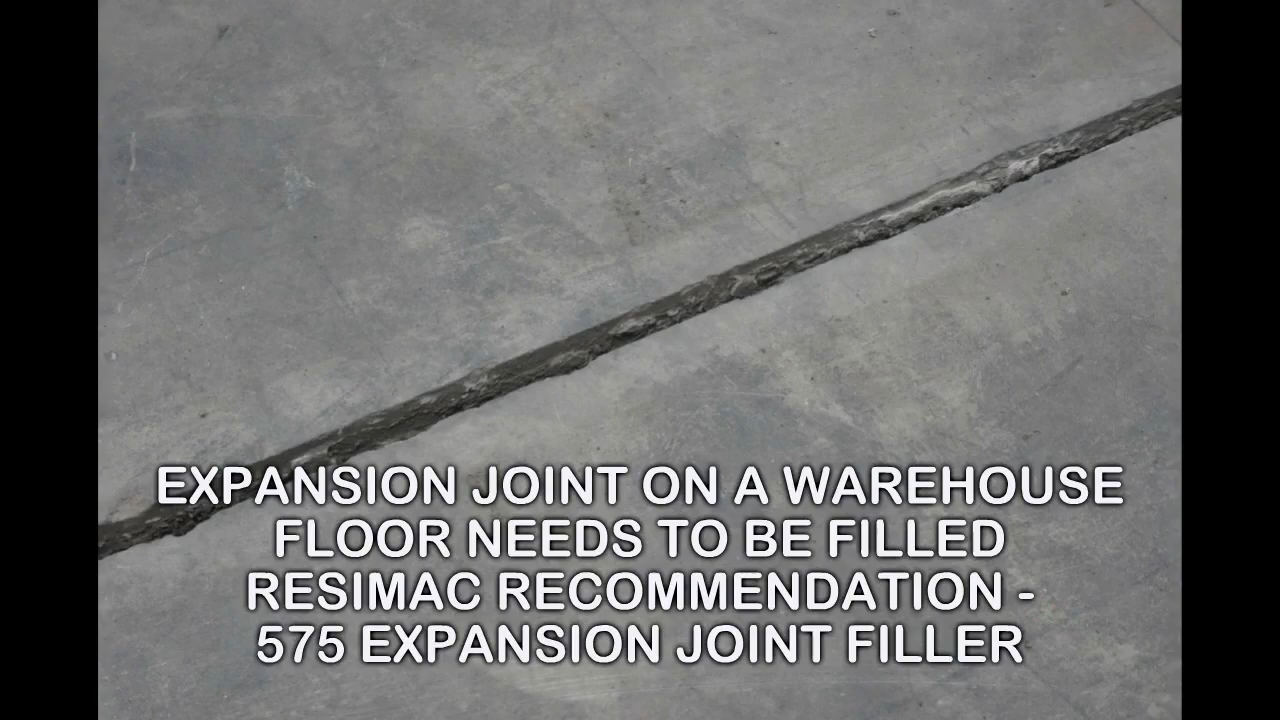 EXPANSION JOINT ON A WAREHOUSE
FLOOR NEEDS TO BE FILLED
RESIMAC RECOMMENDATION -
575 EXPANSION JOINT FILLER